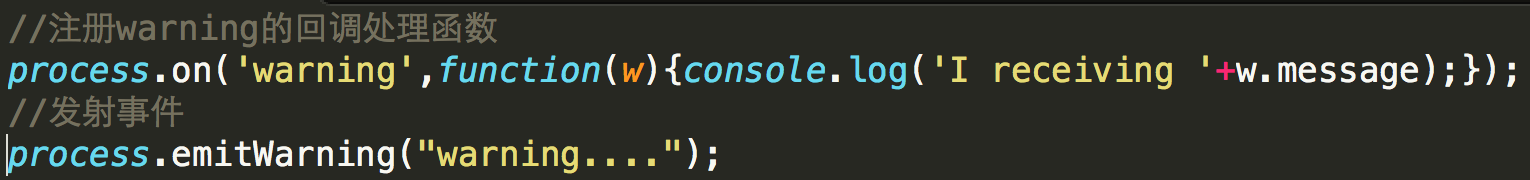 //注册warning的回调处理函数
process.on('warning',function(w){console.log('I receiving '+w.message);});
//发射事件
process.emitWarning("warning....");